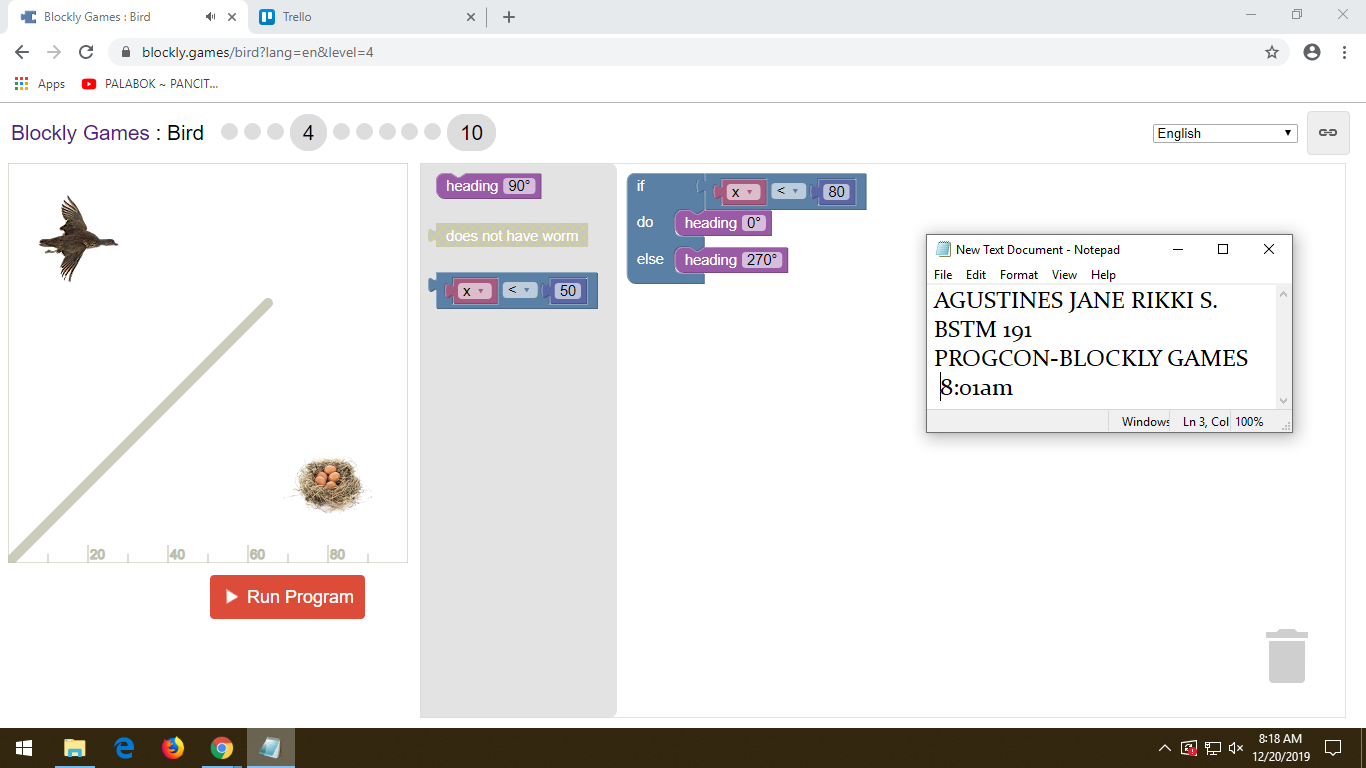 Blockly Games : Bird
Trello
blockly.games/bird?lang=en&level=4
Apps
PALABOK ~ PANCIT...
Blockly Games : Bird
4
10
English
heading 90°
does not have worm
x < 50
if x < 80
do heading 0°
else heading 270°
New Text Document - Notepad
File Edit Format View Help
AGUSTINES JANE RIKKI S.
BSTM 191
PROGCON-BLOCKLY GAMES
8:01am
Windows Ln 3, Col 100%
20 40 60 80
Run Program
8:18 AM
12/20/2019